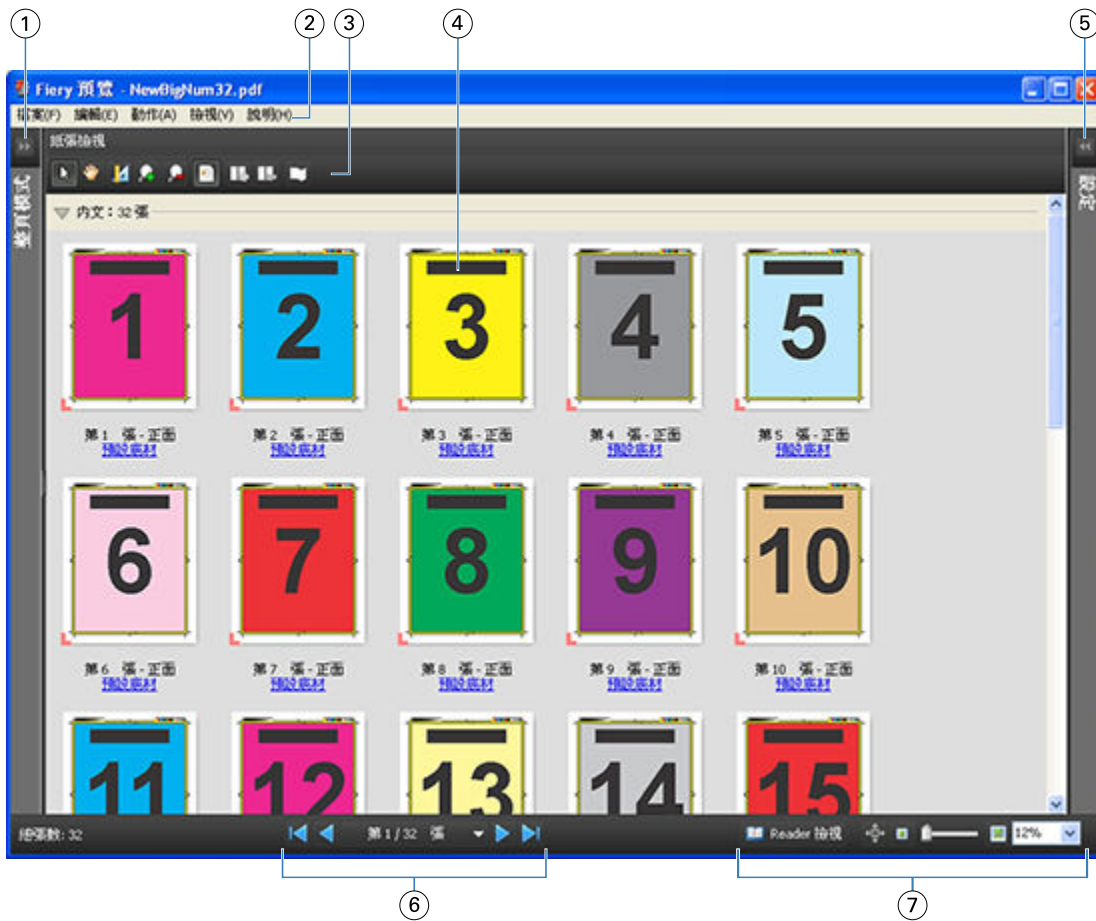 1 2 3 4 5
Fiery 預覽 - NewBigNum32.pdf
檔案(F) 編輯(E) 動作(A) 檢視(V) 說明(H)
紙張檢視
整頁模式
設定
內文：32 張
1 2 3 4 5
第 1 張 - 正面 第 2 張 - 正面 第 3 張 - 正面 第 4 張 - 正面 第 5 張 - 正面
預設底材 預設底材 預設底材 預設底材 預設底材
6 7 8 9 10
第 6 張 - 正面 第 7 張 - 正面 第 8 張 - 正面 第 9 張 - 正面 第 10 張 - 正面
預設底材 預設底材 預設底材 預設底材 預設底材
11 12 13 14 15
總張數: 32 第 1 / 32 張 Reader 檢視 12%
6 7